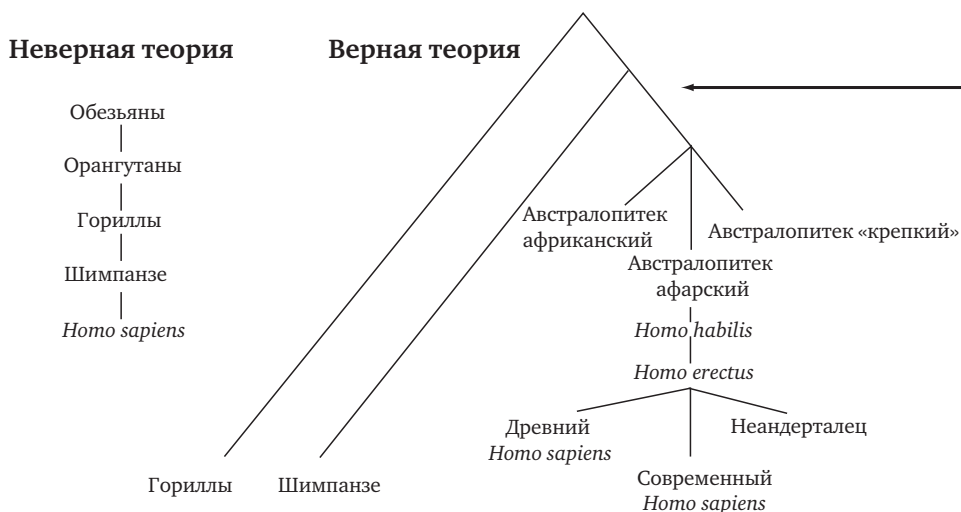 Неверная теория
Обезьяны
Орангутаны
Гориллы
Шимпанзе
Homo sapiens
Верная теория
Австралопитек
африканский
Австралопитек «крепкий»
Австралопитек
афарский
Homo habilis
Homo erectus
Древний
Homo sapiens
Неандерталец
Современный
Homo sapiens
Гориллы
Шимпанзе